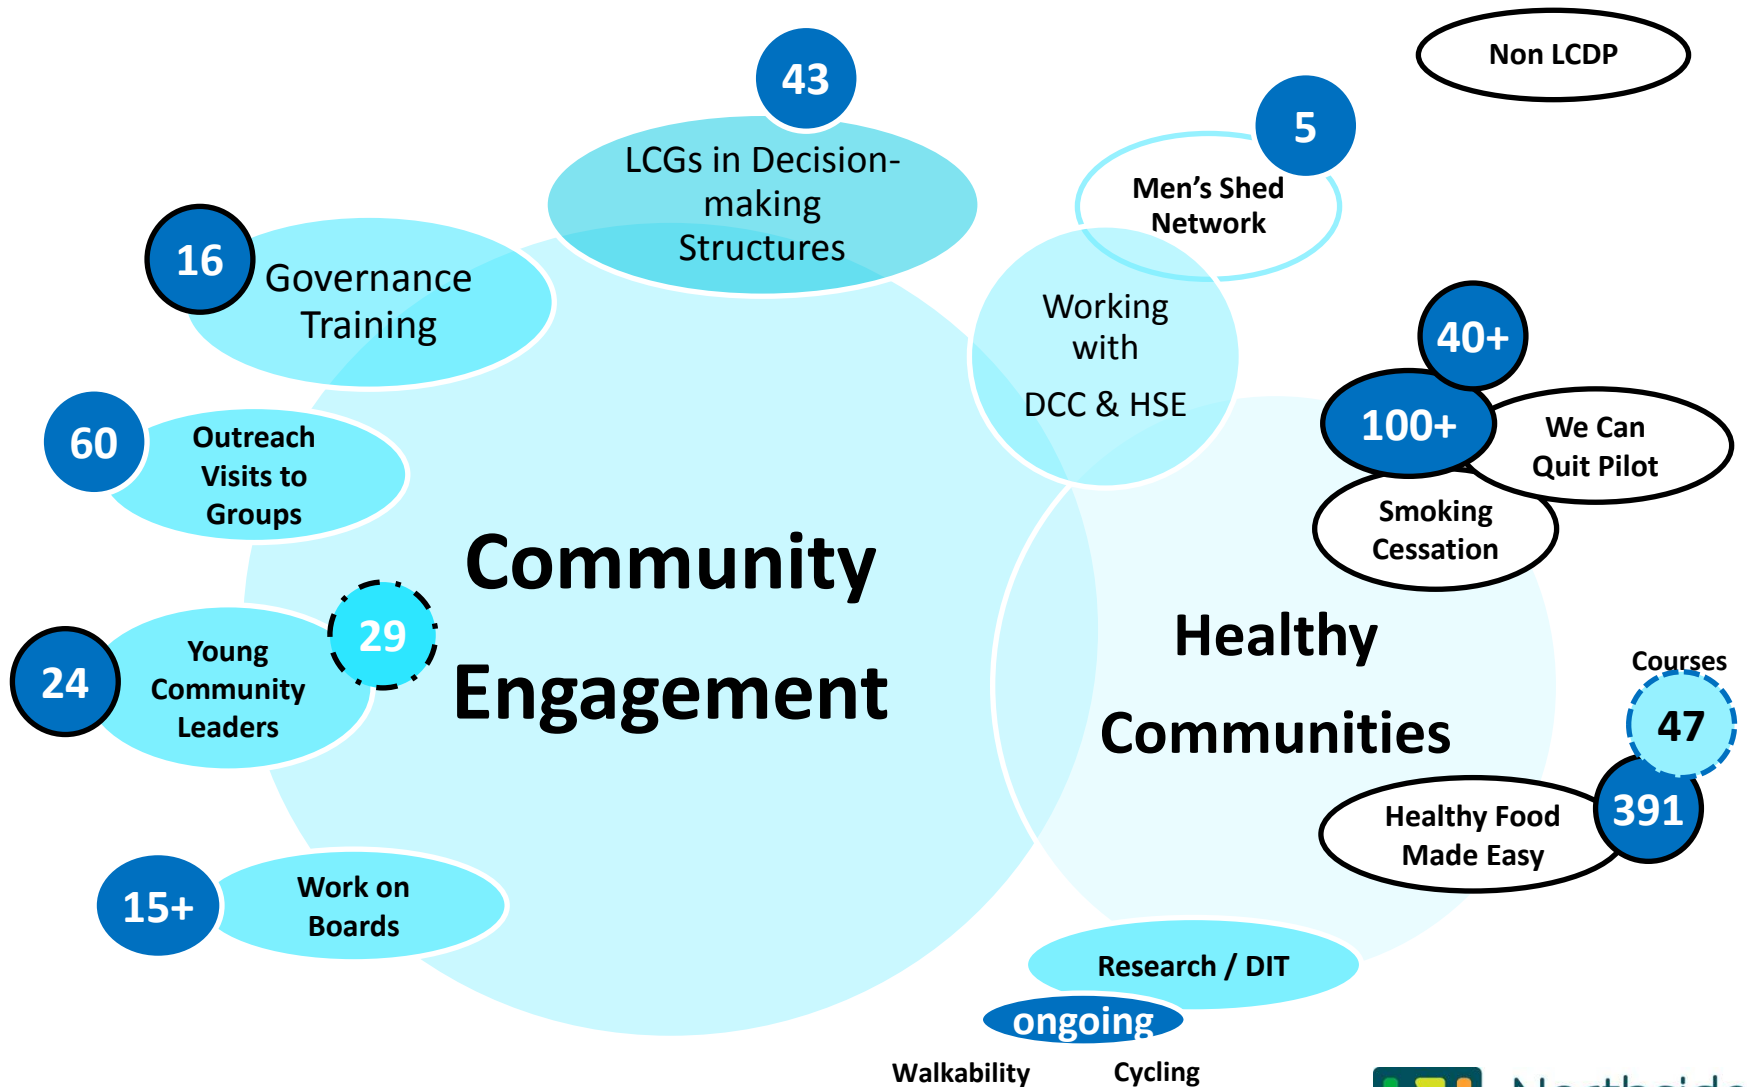 Non LCDP
43
LCGs in Decision-
making
Structures
5
Men's Shed
Network
16
Governance
Training
Working
with
DCC & HSE
40+
100+
We Can
Quit Pilot
Smoking
Cessation
60
Outreach
Visits to
Groups
Community
Engagement
29
24
Young
Community
Leaders
Healthy
Communities
Courses
47
391
Healthy Food
Made Easy
15+
Work on
Boards
Research / DIT
ongoing
Walkability
Cycling